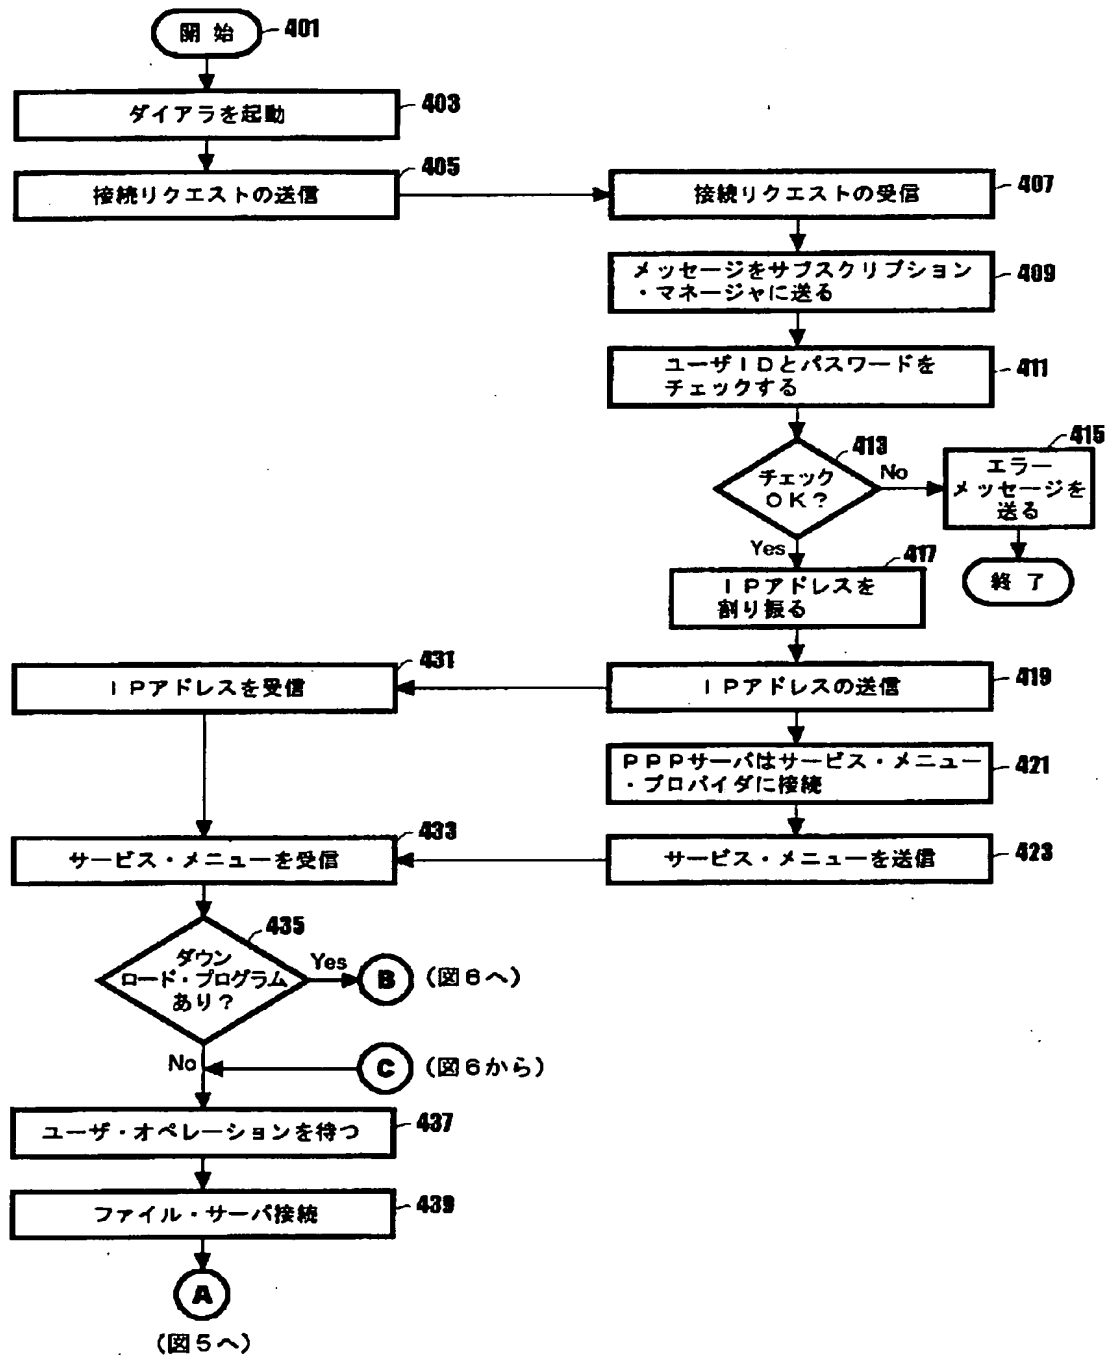 開 始
401
ダイアラを起動
403
接続リクエストの送信
405
接続リクエストの受信
407
メッセージをサブスクリプション
・マネージャに送る
409
ユーザIDとパスワードを
チェックする
411
チェック
OK?
413
No
Yes
エラー
メッセージを
送る
415
終 了
IPアドレスを
割り振る
417
IPアドレスを受信
431
IPアドレスの送信
419
PPPサーバはサービス・メニュー
・プロバイダに接続
421
サービス・メニューを受信
433
サービス・メニューを送信
423
ダウン
ロード・プログラム
あり?
435
Yes
B
(図6へ)
No
C
(図6から)
ユーザ・オペレーションを待つ
437
ファイル・サーバ接続
439
A
(図5へ)